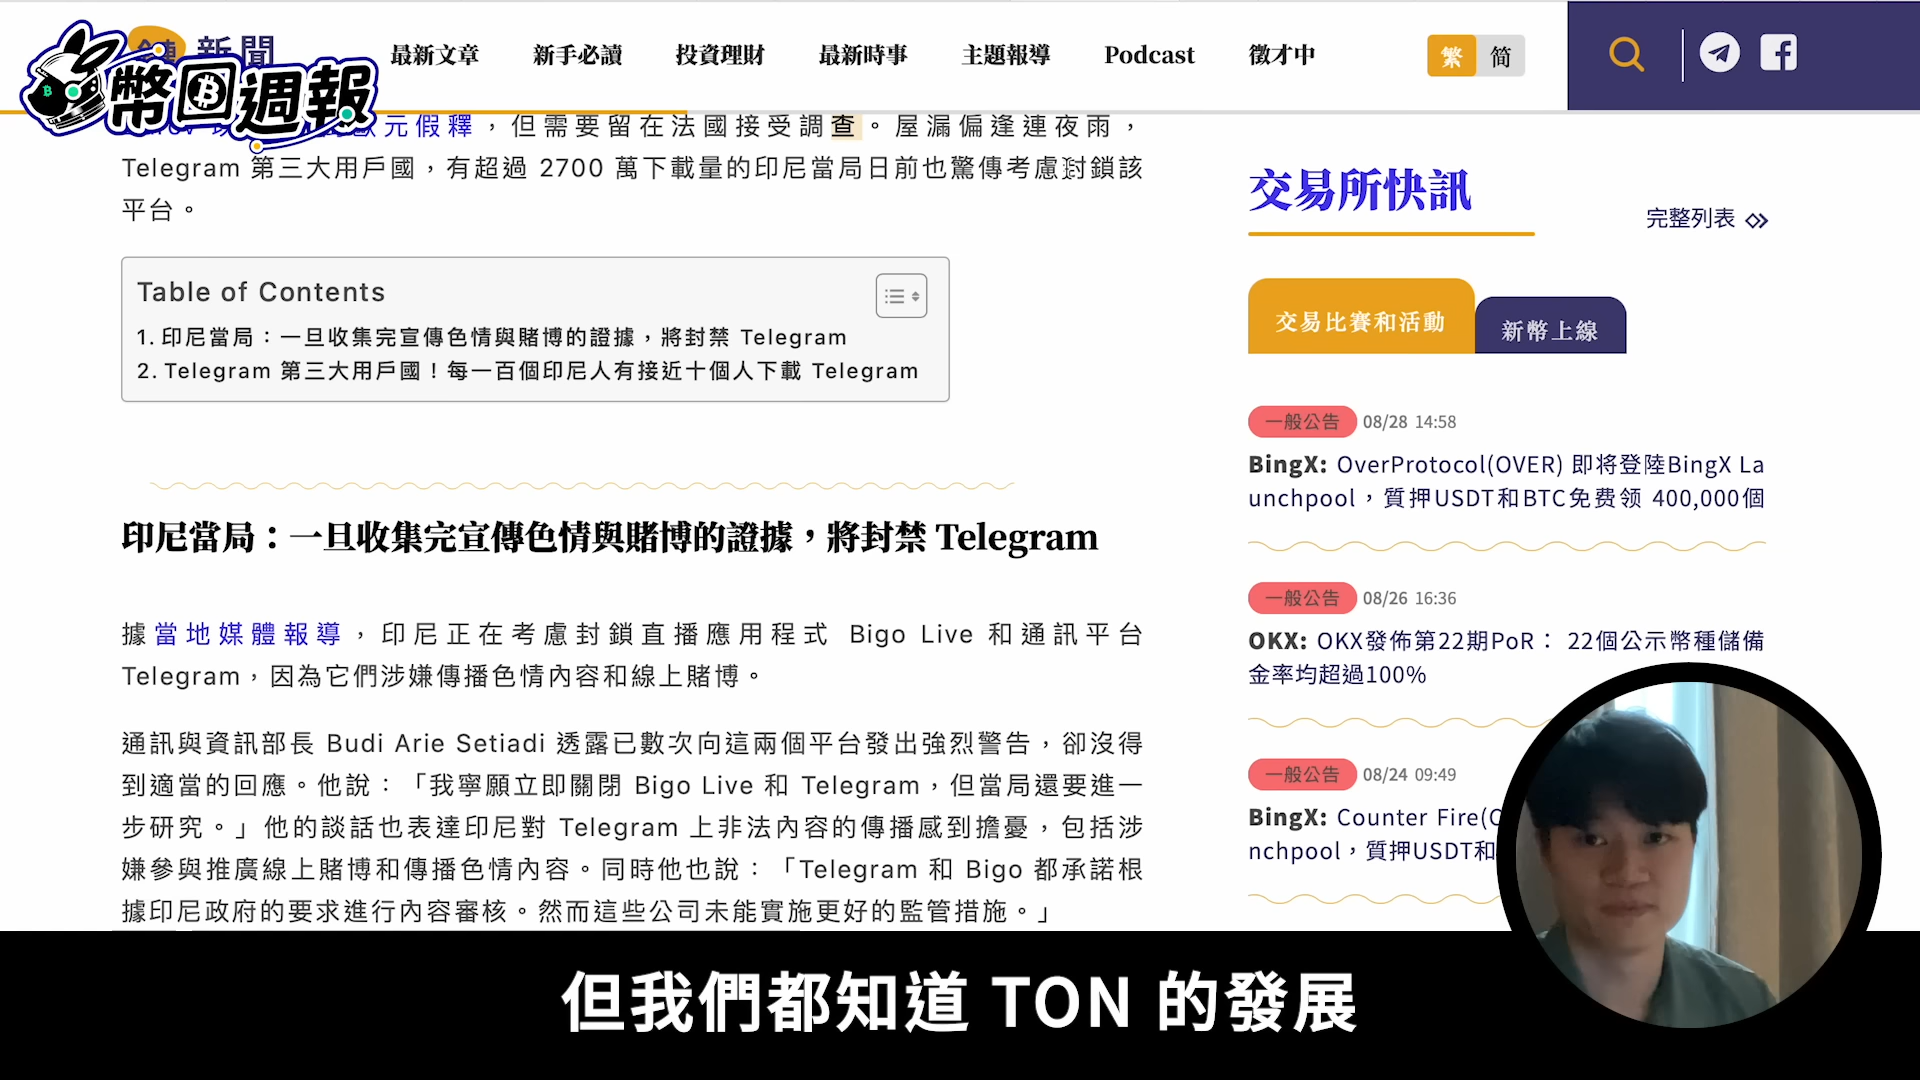 新聞
幣圈週報
最新文章
新手必讀
投資理財
最新時事
主題報導
Podcast
徵才中
繁
简
元假釋，但需要留在法國接受調查。屋漏偏逢連夜雨，
Telegram 第三大用戶國，有超過 2700 萬下載量的印尼當局日前也驚傳考慮封鎖該
平台。
Table of Contents
1. 印尼當局：一旦收集完宣傳色情與賭博的證據，將封禁 Telegram
2. Telegram 第三大用戶國！每一百個印尼人有接近十個人下載 Telegram
印尼當局：一旦收集完宣傳色情與賭博的證據，將封禁 Telegram
據當地媒體報導，印尼正在考慮封鎖直播應用程式 Bigo Live 和通訊平台
Telegram，因為它們涉嫌傳播色情內容和線上賭博。
通訊與資訊部長 Budi Arie Setiadi 透露已數次向這兩個平台發出強烈警告，卻沒得
到適當的回應。他說：「我寧願立即關閉 Bigo Live 和 Telegram，但當局還要進一
步研究。」他的談話也表達印尼對 Telegram 上非法內容的傳播感到擔憂，包括涉
嫌參與推廣線上賭博和傳播色情內容。同時他也說：「Telegram 和 Bigo 都承諾根
據印尼政府的要求進行內容審核。然而這些公司未能實施更好的監管措施。」
交易所快訊
完整列表
交易比賽和活動
新幣上線
一般公告 08/28 14:58
BingX: OverProtocol(OVER) 即将登陸BingX La
unchpool，質押USDT和BTC免费领 400,000個
一般公告 08/26 16:36
OKX: OKX發佈第22期PoR： 22個公示幣種儲備
金率均超過100%
一般公告 08/24 09:49
BingX: Counter Fire(
nchpool，質押USDT和
但我們都知道 TON 的發展